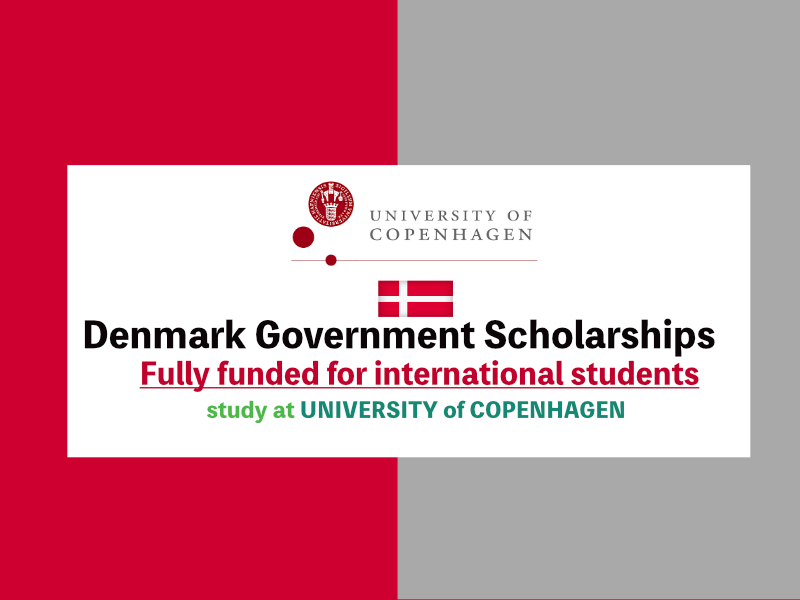 UNIVERSITY OF
COPENHAGEN
Denmark Government Scholarships
Fully funded for international students
study at UNIVERSITY of COPENHAGEN